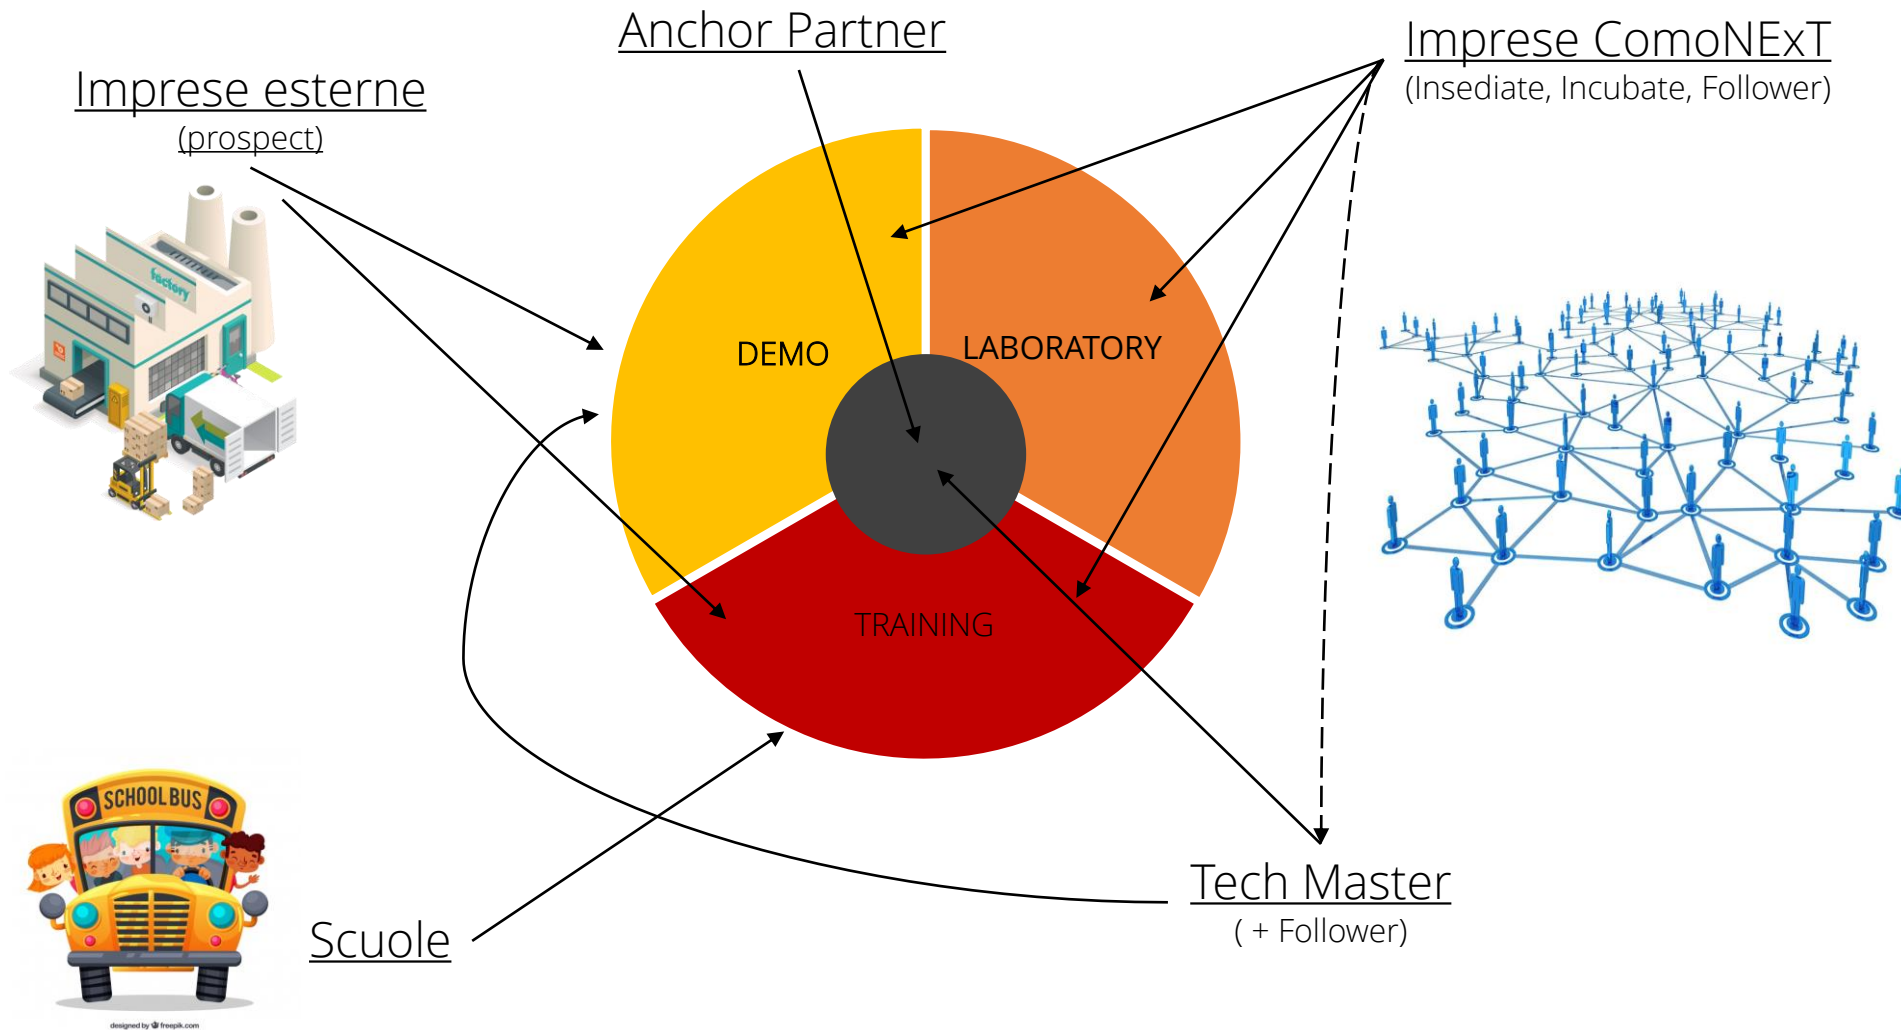 Anchor Partner
Imprese ComoNExT
(Insediate, Incubate, Follower)
Imprese esterne
(prospect)
factory
DEMO
LABORATORY
TRAINING
SCHOOL BUS
Tech Master
( + Follower)
Scuole
designed by freepik.com